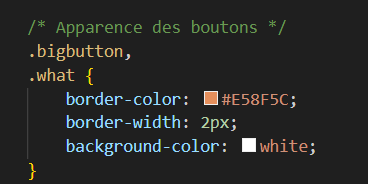 /* Apparence des boutons */
.bigbutton,
.what {
    border-color: #E58F5C;
    border-width: 2px;
    background-color: white;
}